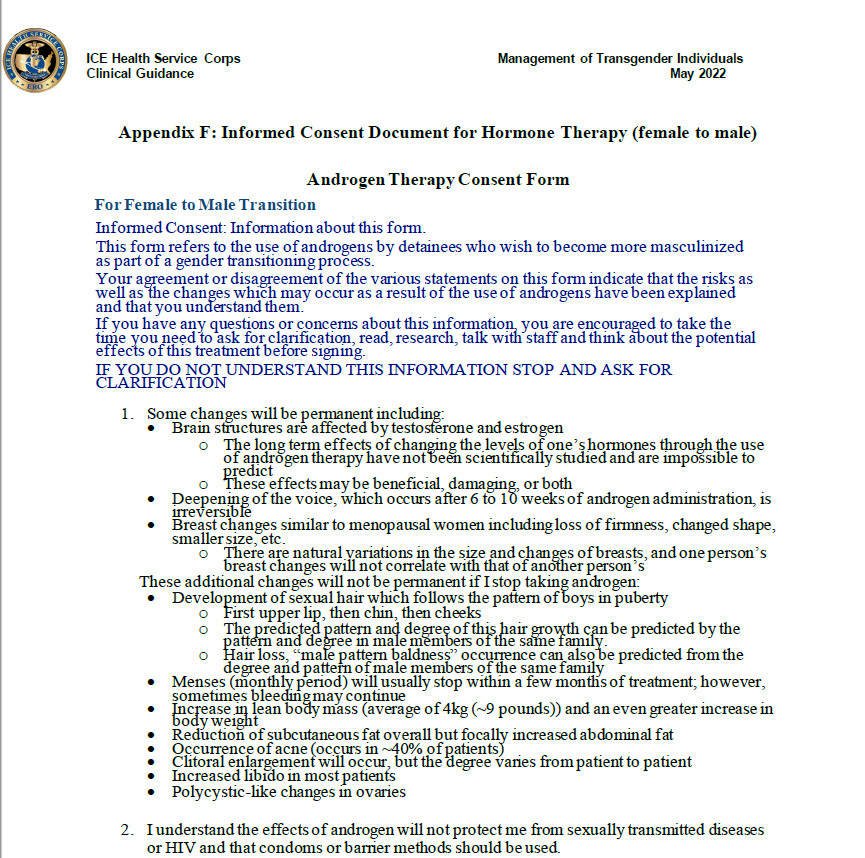 ICE HEALTH SERVICE CORPS
ERO
ICE Health Service Corps
Clinical Guidance
Management of Transgender Individuals
May 2022
Appendix F: Informed Consent Document for Hormone Therapy (female to male)
Androgen Therapy Consent Form
For Female to Male Transition
Informed Consent: Information about this form.
This form refers to the use of androgens by detainees who wish to become more masculinized
as part of a gender transitioning process.
Your agreement or disagreement of the various statements on this form indicate that the risks as
well as the changes which may occur as a result of the use of androgens have been explained
and that you understand them.
If you have any questions or concerns about this information, you are encouraged to take the
time you need to ask for clarification, read, research, talk with staff and think about the potential
effects of this treatment before signing.
IF YOU DO NOT UNDERSTAND THIS INFORMATION STOP AND ASK FOR
CLARIFICATION
1. Some changes will be permanent including:
• Brain structures are affected by testosterone and estrogen
o The long term effects of changing the levels of one's hormones through the use
of androgen therapy have not been scientifically studied and are impossible to
predict
o These effects may be beneficial, damaging, or both
• Deepening of the voice, which occurs after 6 to 10 weeks of androgen administration, is
irreversible
• Breast changes similar to menopausal women including loss of firmness, changed shape,
smaller size, etc.
o There are natural variations in the size and changes of breasts, and one person's
breast changes will not correlate with that of another person's
These additional changes will not be permanent if I stop taking androgen:
• Development of sexual hair which follows the pattern of boys in puberty
o First upper lip, then chin, then cheeks
o The predicted pattern and degree of this hair growth can be predicted by the
pattern and degree in male members of the same family.
o Hair loss, "male pattern baldness" occurrence can also be predicted from the
degree and pattern of male members of the same family
• Menses (monthly period) will usually stop within a few months of treatment; however,
sometimes bleeding may continue
• Increase in lean body mass (average of 4kg (~9 pounds)) and an even greater increase in
body weight
• Reduction of subcutaneous fat overall but focally increased abdominal fat
• Occurrence of acne (occurs in ~40% of patients)
• Clitoral enlargement will occur, but the degree varies from patient to patient
• Increased libido in most patients
• Polycystic-like changes in ovaries
2. I understand the effects of androgen will not protect me from sexually transmitted diseases
or HIV and that condoms or barrier methods should be used.